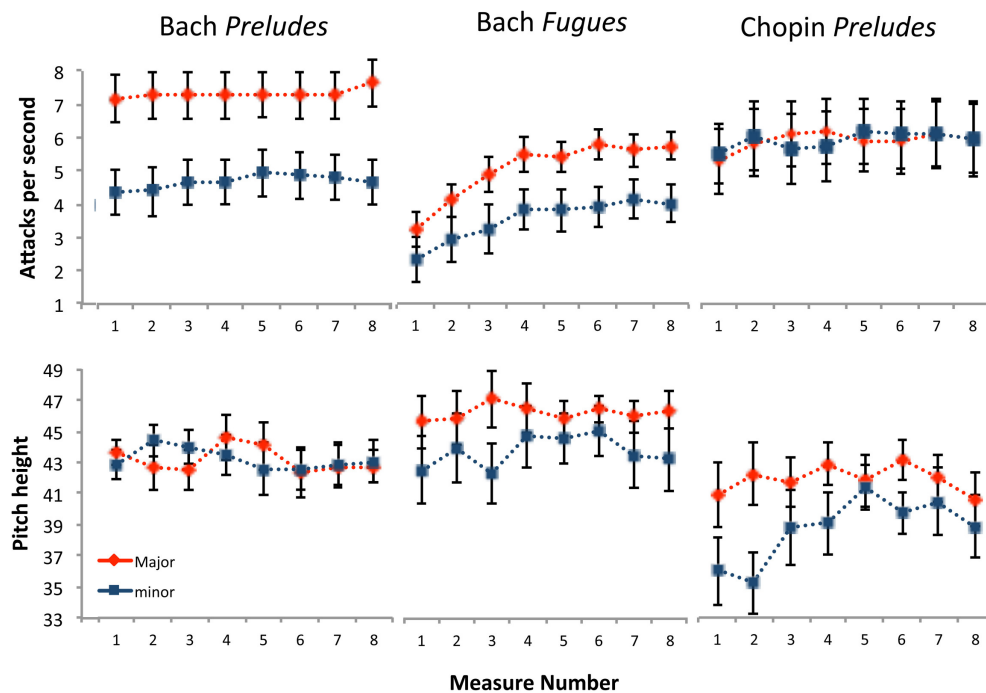 Bach Preludes
Bach Fugues
Chopin Preludes
Attacks per second
8
7
6
5
4
3
2
1
1 2 3 4 5 6 7 8
1 2 3 4 5 6 7 8
1 2 3 4 5 6 7 8
Pitch height
49
47
45
43
41
39
37
35
33
Major
minor
1 2 3 4 5 6 7 8
1 2 3 4 5 6 7 8
1 2 3 4 5 6 7 8
Measure Number